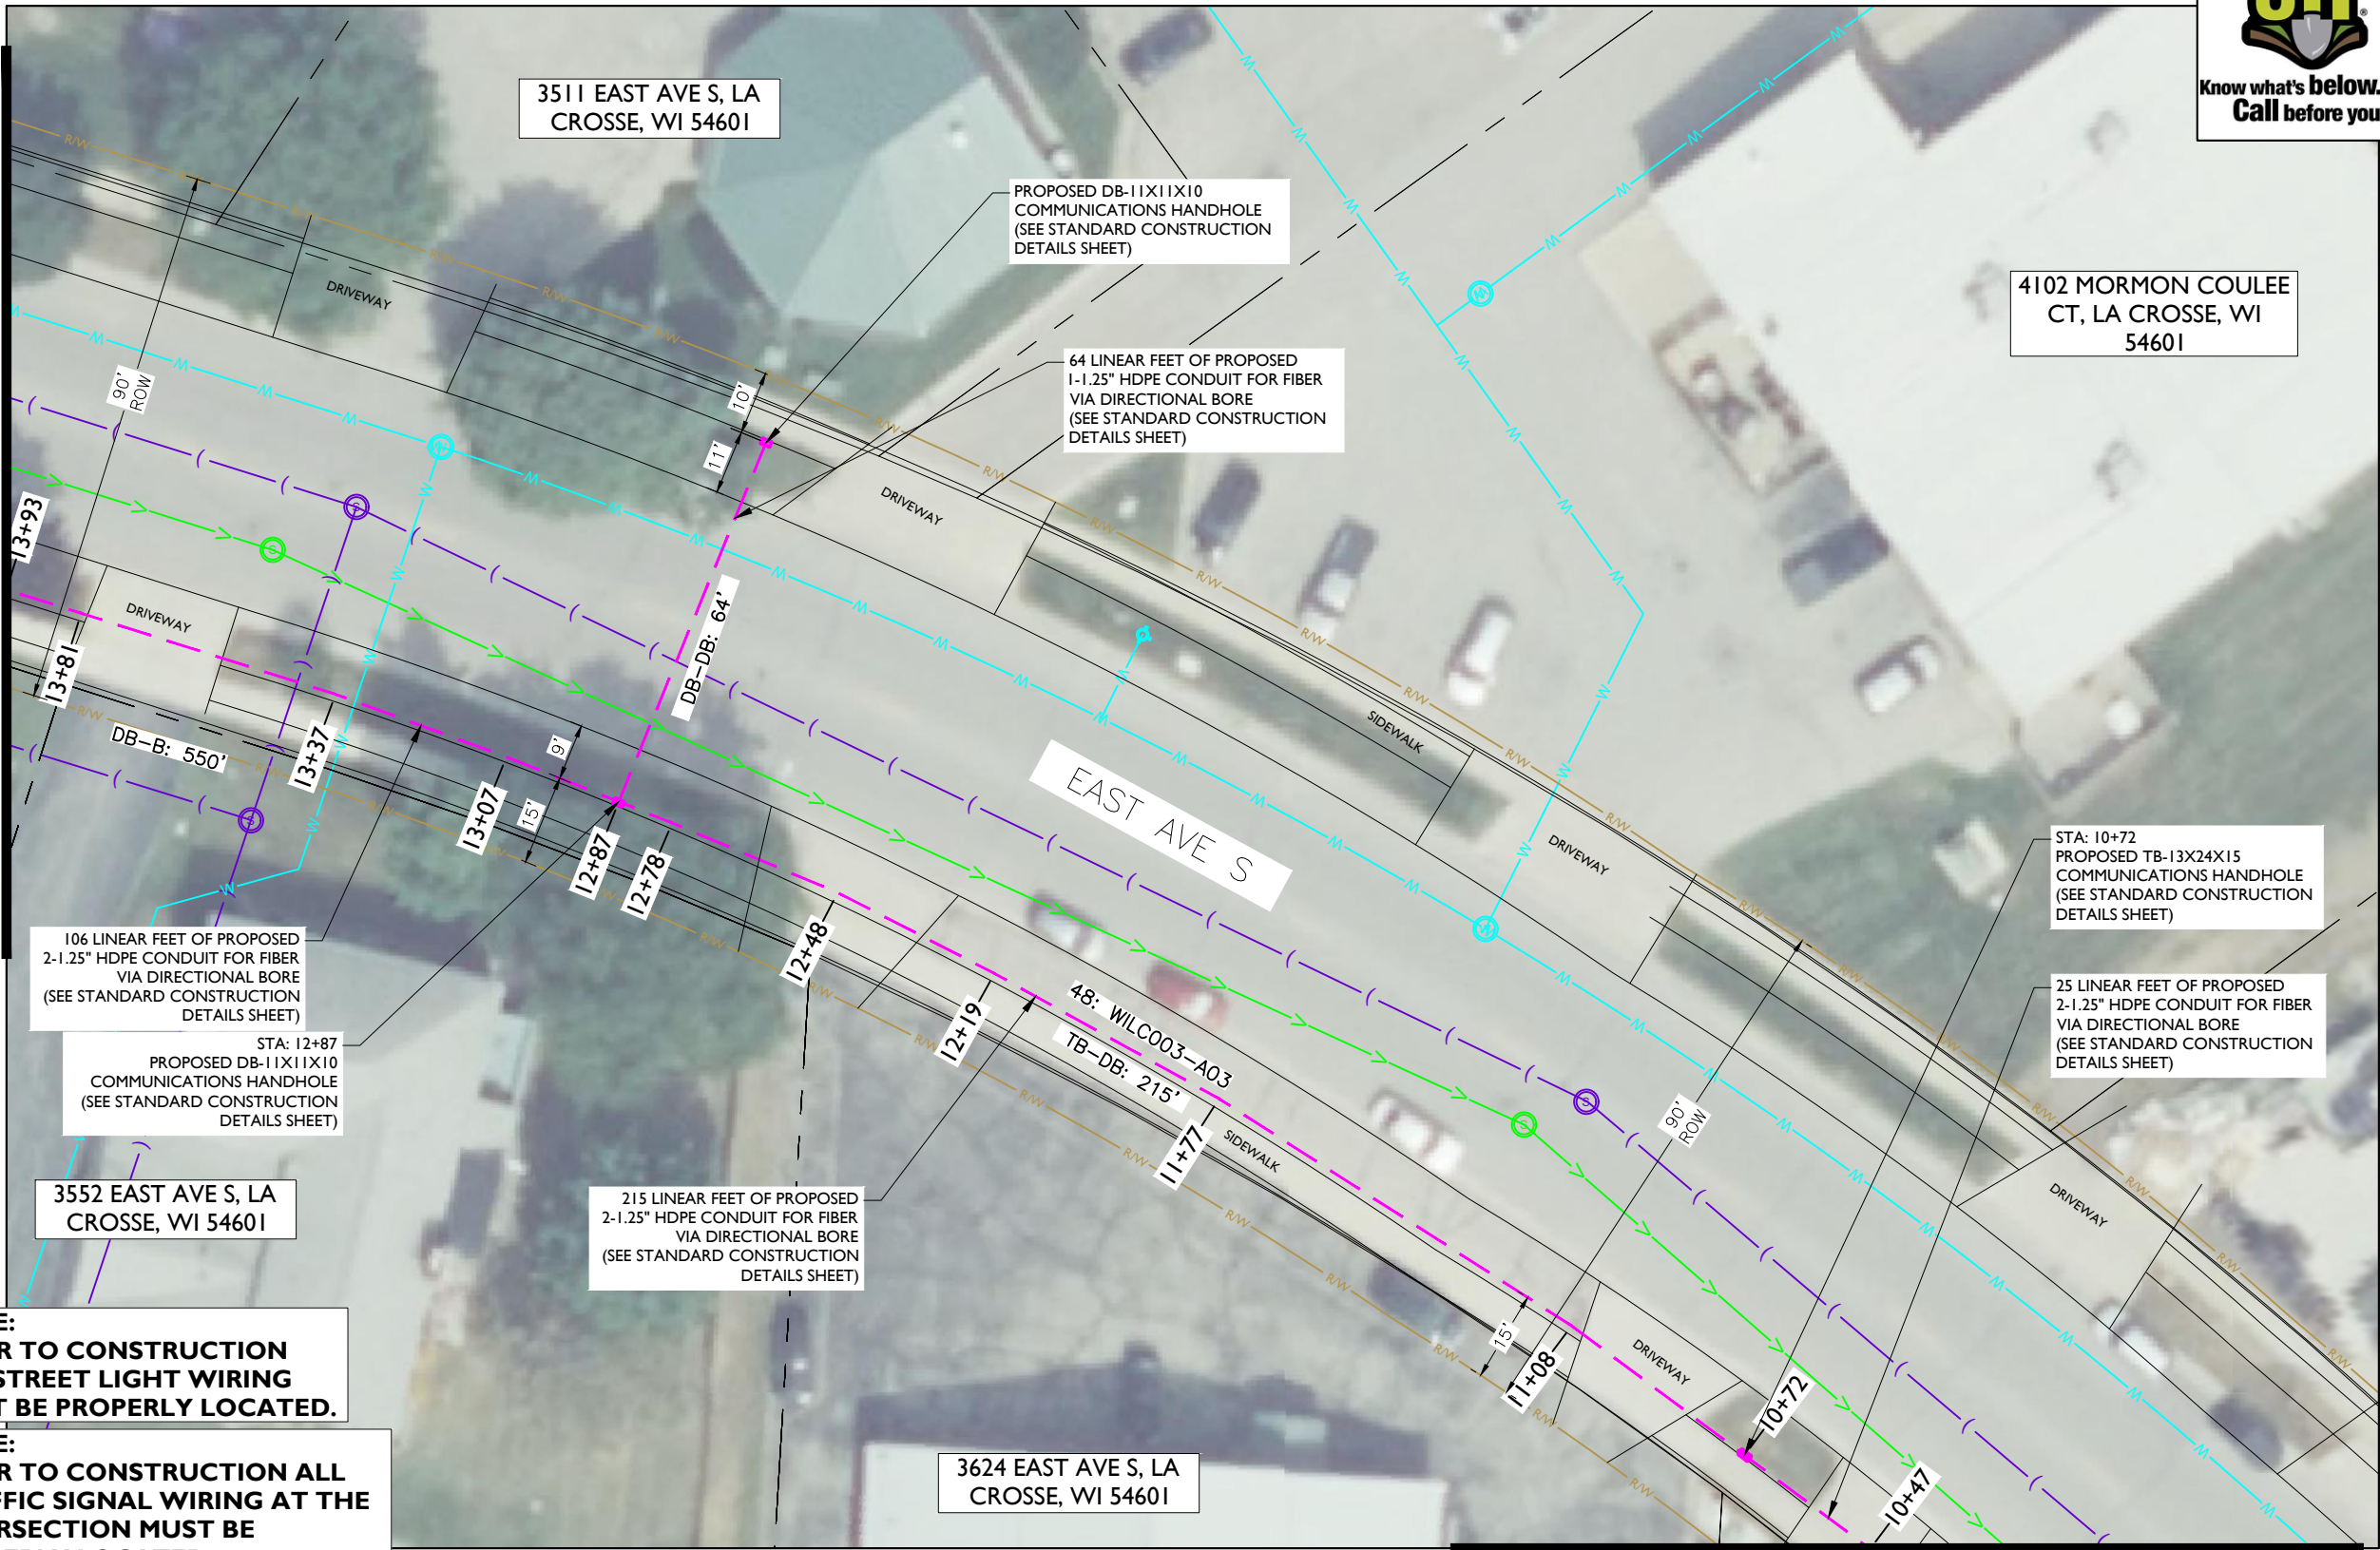 Know what's below.
Call before you
3511 EAST AVE S, LA
CROSSE, WI 54601
PROPOSED DB-11X11X10
COMMUNICATIONS HANDHOLE
(SEE STANDARD CONSTRUCTION
DETAILS SHEET)
4102 MORMON COULEE
CT, LA CROSSE, WI
54601
64 LINEAR FEET OF PROPOSED
1-1.25" HDPE CONDUIT FOR FIBER
VIA DIRECTIONAL BORE
(SEE STANDARD CONSTRUCTION
DETAILS SHEET)
DRIVEWAY
90'
ROW
10'
11'
DRIVEWAY
13+93
DRIVEWAY
DB-DB: 64'
13+81
DB-B: 550'
13+37
9'
15'
13+07
12+87
12+78
12+48
EAST AVE S
SIDEWALK
DRIVEWAY
STA: 10+72
PROPOSED TB-13X24X15
COMMUNICATIONS HANDHOLE
(SEE STANDARD CONSTRUCTION
DETAILS SHEET)
106 LINEAR FEET OF PROPOSED
2-1.25" HDPE CONDUIT FOR FIBER
VIA DIRECTIONAL BORE
(SEE STANDARD CONSTRUCTION
DETAILS SHEET)
25 LINEAR FEET OF PROPOSED
2-1.25" HDPE CONDUIT FOR FIBER
VIA DIRECTIONAL BORE
(SEE STANDARD CONSTRUCTION
DETAILS SHEET)
STA: 12+87
PROPOSED DB-11X11X10
COMMUNICATIONS HANDHOLE
(SEE STANDARD CONSTRUCTION
DETAILS SHEET)
12+19
48: WILC003-A03
TB-DB: 215'
11+77
SIDEWALK
90'
ROW
DRIVEWAY
3552 EAST AVE S, LA
CROSSE, WI 54601
215 LINEAR FEET OF PROPOSED
2-1.25" HDPE CONDUIT FOR FIBER
VIA DIRECTIONAL BORE
(SEE STANDARD CONSTRUCTION
DETAILS SHEET)
15'
11+08
DRIVEWAY
10+72
10+47
E:
R TO CONSTRUCTION
STREET LIGHT WIRING
T BE PROPERLY LOCATED.
E:
R TO CONSTRUCTION ALL
FFIC SIGNAL WIRING AT THE
RSECTION MUST BE
3624 EAST AVE S, LA
CROSSE, WI 54601
R/W
W
S